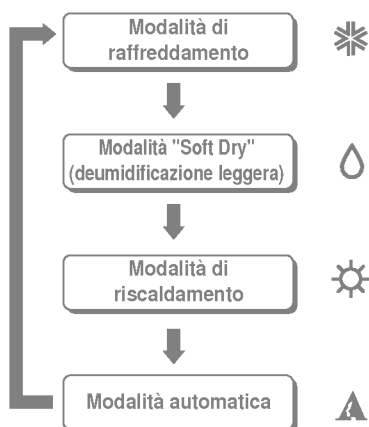 Modalità di
raffreddamento
Modalità "Soft Dry"
(deumidificazione leggera)
Modalità di
riscaldamento
Modalità automatica